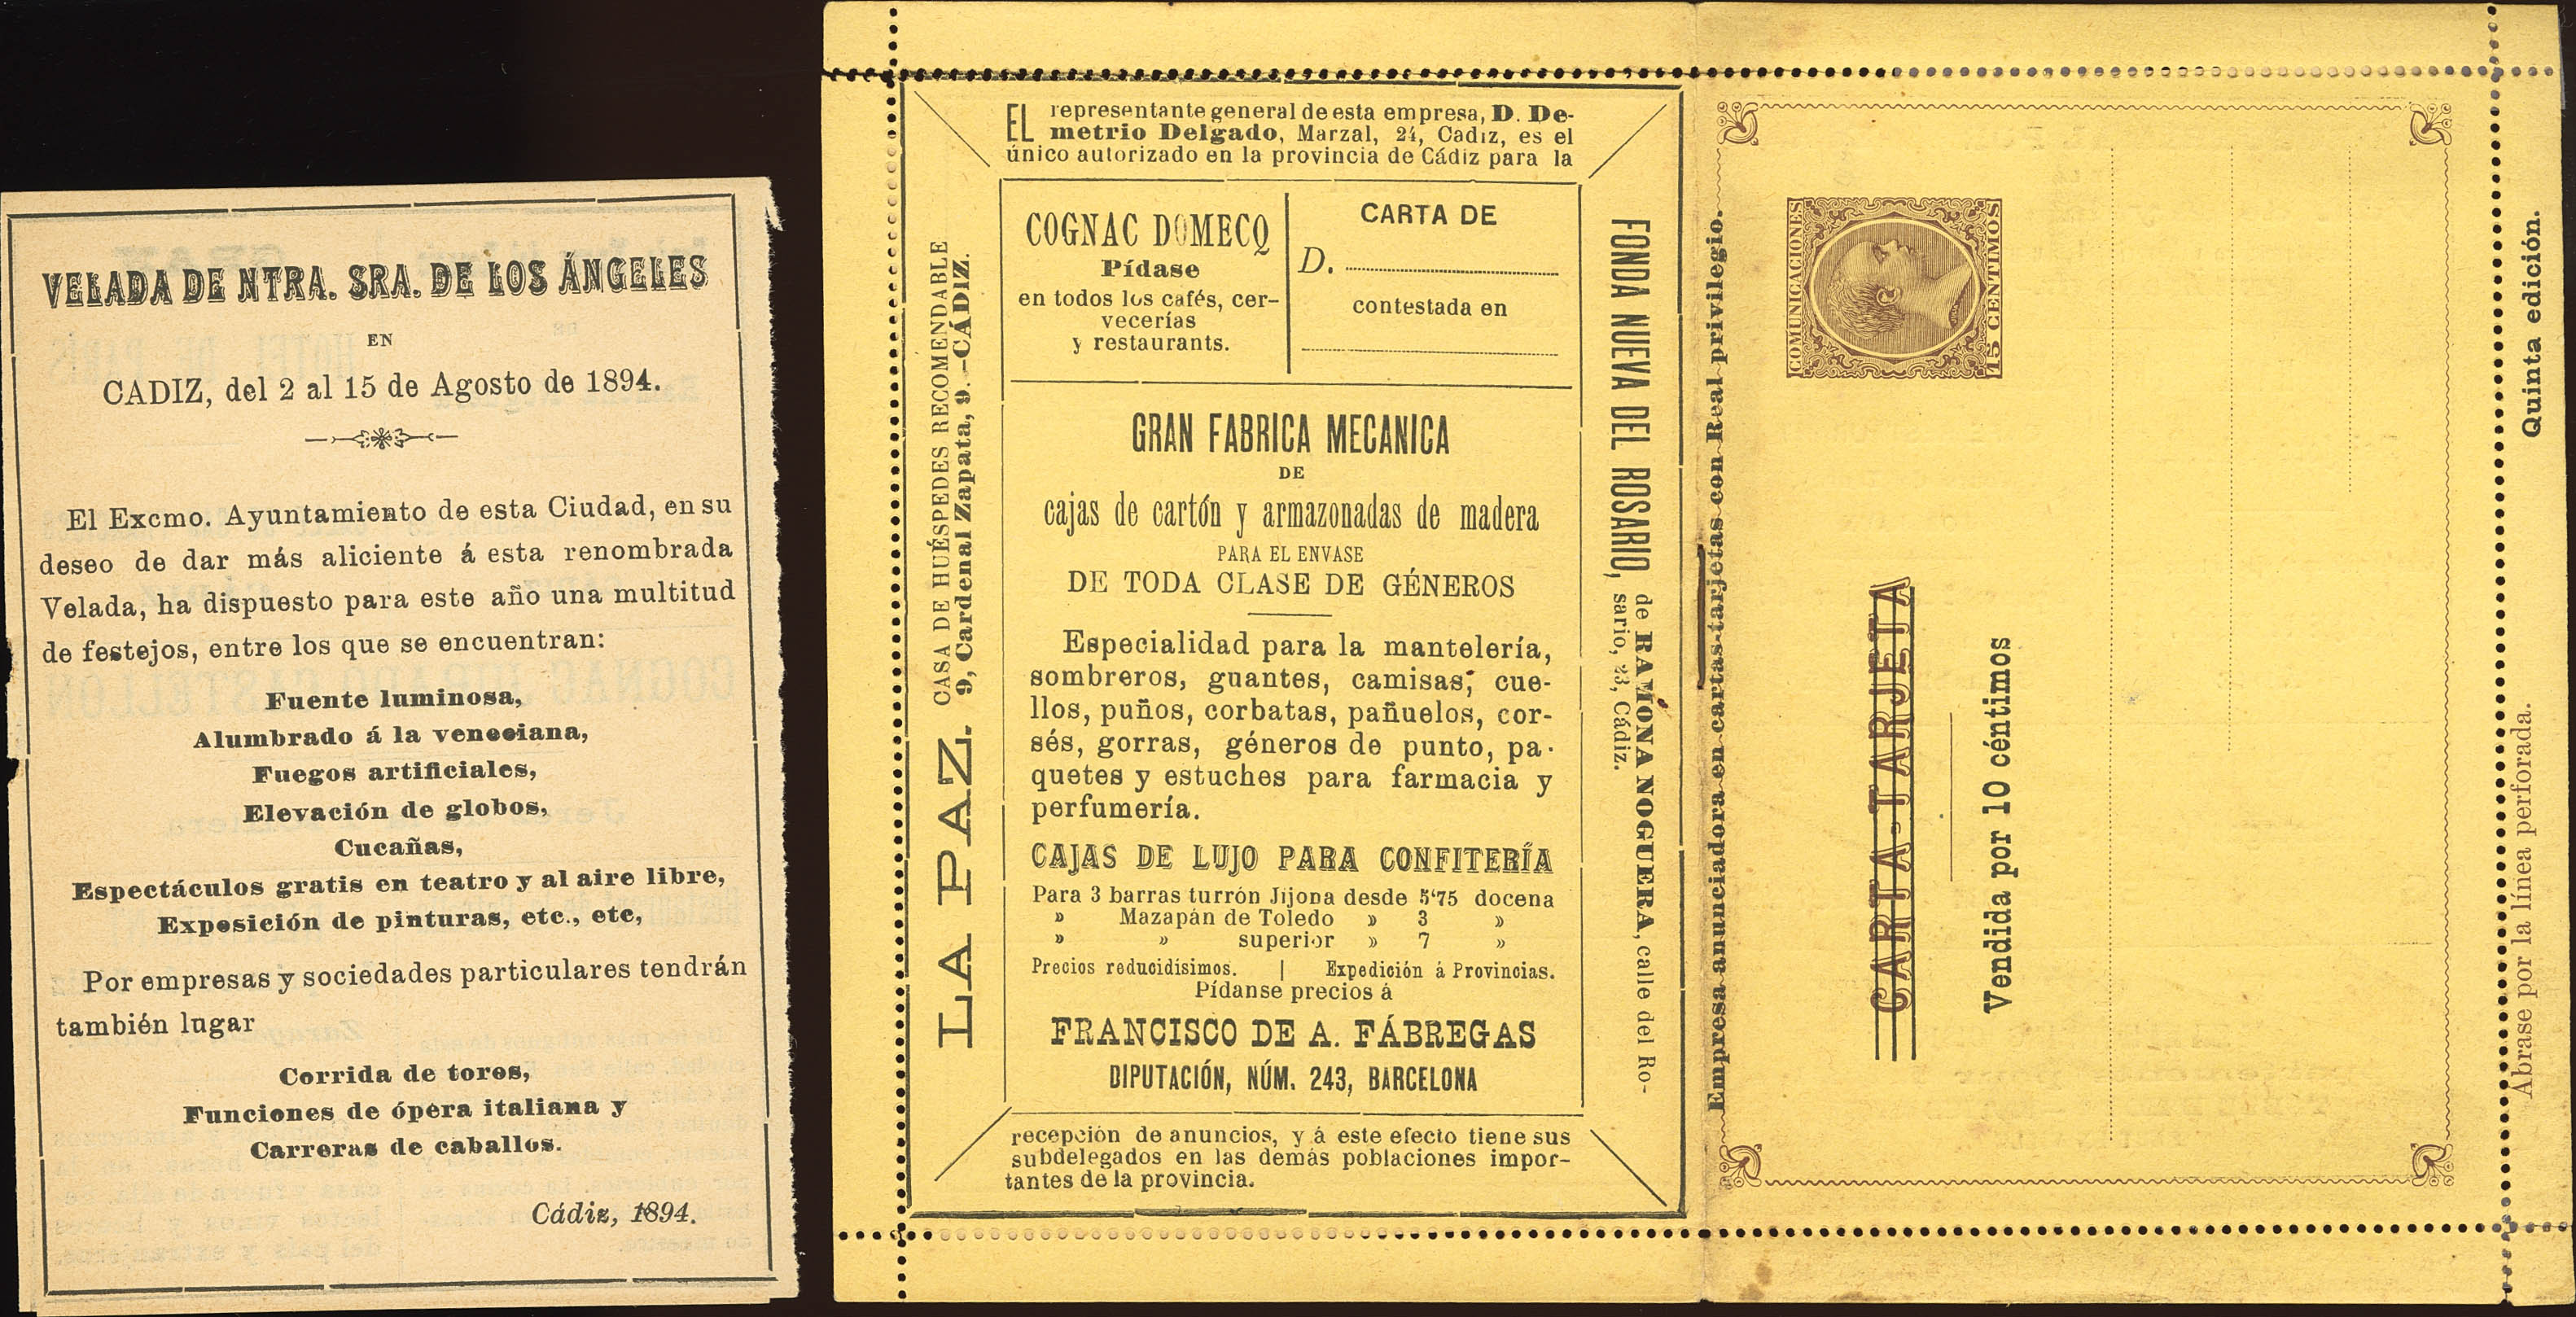 VELADA DE NTRA. SRA. DE LOS ÁNGELES
EN
CADIZ, del 2 al 15 de Agosto de 1894.
El Excmo. Ayuntamiento de esta Ciudad, en su
deseo de dar más aliciente á esta renombrada
Velada, ha dispuesto para este año una multitud
de festejos, entre los que se encuentran:
Fuente luminosa,
Alumbrado á la veneciana,
Fuegos artificiales,
Elevación de globos,
Cucañas,
Espectáculos gratis en teatro y al aire libre,
Exposición de pinturas, etc., etc,
Por empresas y sociedades particulares tendrán
también lugar
Corrida de toros,
Funciones de ópera italiana y
Carreras de caballos.
Cádiz, 1894.
LA PAZ. CASA DE HUÉSPEDES RECOMENDABLE
9, Cardenal Zapata, 9.—CÁDIZ.
EL representante general de esta empresa, D. De-
metrio Delgado, Marzal, 24, Cádiz, es el
único autorizado en la provincia de Cádiz para la
COGNAC DOMECQ
Pídase
en todos los cafés, cer-
vecerías
y restaurants.
CARTA DE
D.
contestada en
GRAN FABRICA MECANICA
DE
cajas de cartón y armazonadas de madera
PARA EL ENVASE
DE TODA CLASE DE GÉNEROS
Especialidad para la mantelería,
sombreros, guantes, camisas, cue-
llos, puños, corbatas, pañuelos, cor-
sés, gorras, géneros de punto, pa-
quetes y estuches para farmacia y
perfumería.
CAJAS DE LUJO PARA CONFITERÍA
Para 3 barras turrón Jijona desde 5'75 docena
» Mazapán de Toledo » 3 »
» » superior » 7 »
Precios reducidísimos. | Expedición á Provincias.
Pídanse precios á
FRANCISCO DE A. FÁBREGAS
DIPUTACIÓN, NÚM. 243, BARCELONA
recepción de anuncios, y á este efecto tiene sus
subdelegados en las demás poblaciones impor-
tantes de la provincia.
FONDA NUEVA DEL ROSARIO, de RAMONA NOGUERA, calle del Ro-
sario, 23, Cádiz.
Empresa anunciadora en cartas-tarjetas con Real privilegio.
COMUNICACIONES
15 CENTIMOS
CARTA-TARJETA
Vendida por 10 céntimos
Quinta edición.
Abrase por la línea perforada.